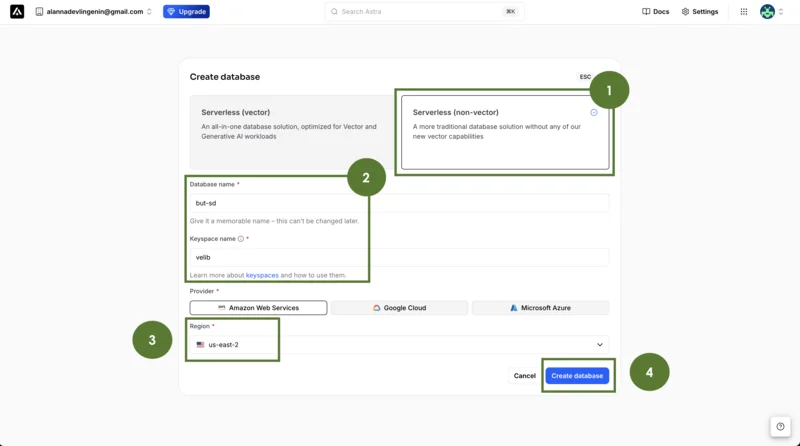 aiannadevlingenin@gmail.com
Upgrade
Search Astra
⌘K
Docs
Settings
Create database
ESC
1
Serverless (vector)
An all-in-one database solution, optimized for Vector and
Generative AI workloads
Serverless (non-vector)
A more traditional database solution without any of our
new vector capabilities
2
Database name *
but-sd
Give it a memorable name – this can't be changed later.
Keyspace name *
velib
Learn more about keyspaces and how to use them.
Provider *
aws Amazon Web Services
Google Cloud
Microsoft Azure
3
Region *
us-east-2
Cancel
Create database
4